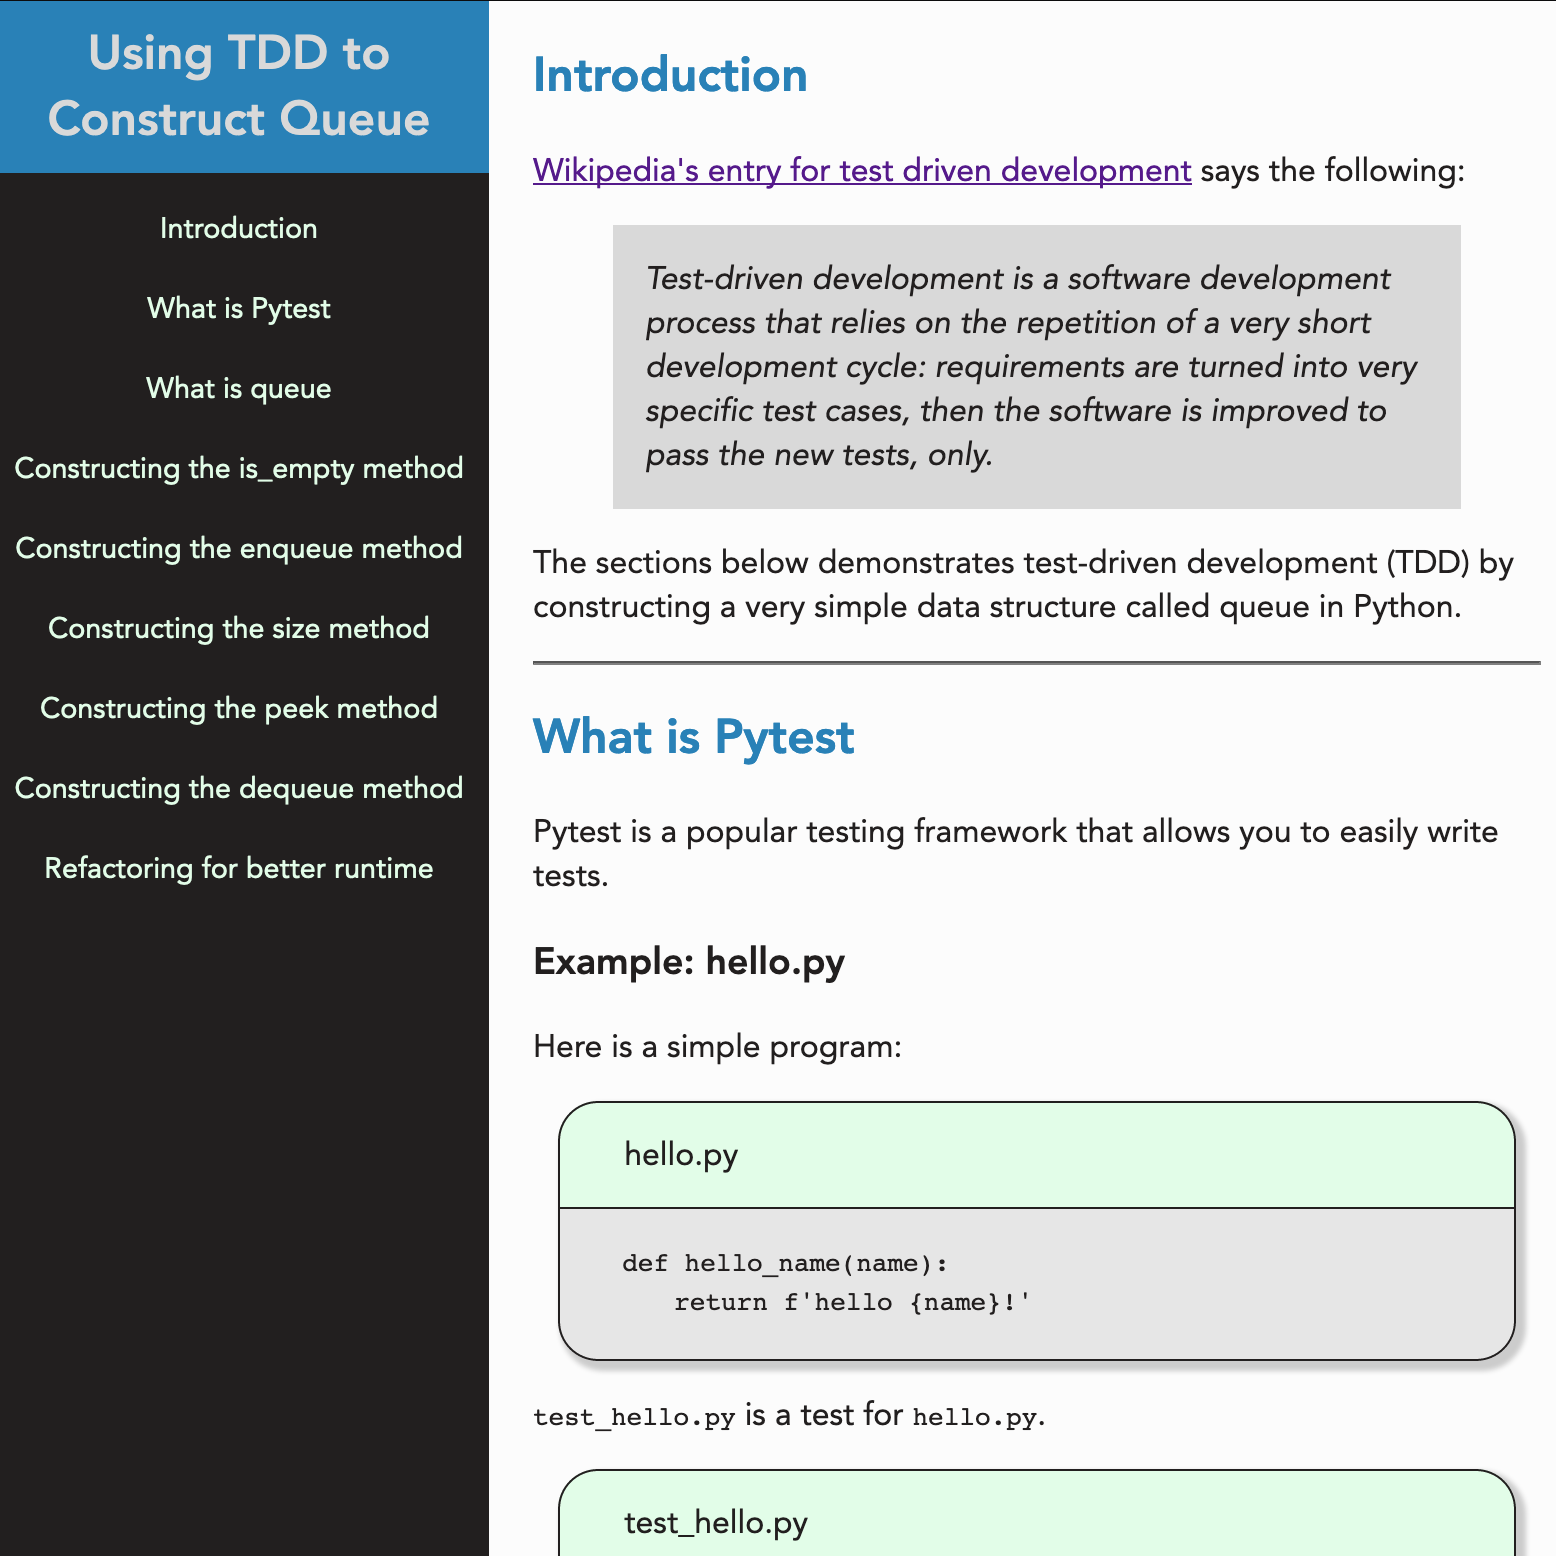 Using TDD to
Construct Queue
Introduction
What is Pytest
What is queue
Constructing the is_empty method
Constructing the enqueue method
Constructing the size method
Constructing the peek method
Constructing the dequeue method
Refactoring for better runtime
Introduction
Wikipedia's entry for test driven development says the following:
Test-driven development is a software development
process that relies on the repetition of a very short
development cycle: requirements are turned into very
specific test cases, then the software is improved to
pass the new tests, only.
The sections below demonstrates test-driven development (TDD) by
constructing a very simple data structure called queue in Python.
What is Pytest
Pytest is a popular testing framework that allows you to easily write
tests.
Example: hello.py
Here is a simple program:
hello.py
def hello_name(name):
    return f'hello {name}!'
test_hello.py is a test for hello.py.
test_hello.py